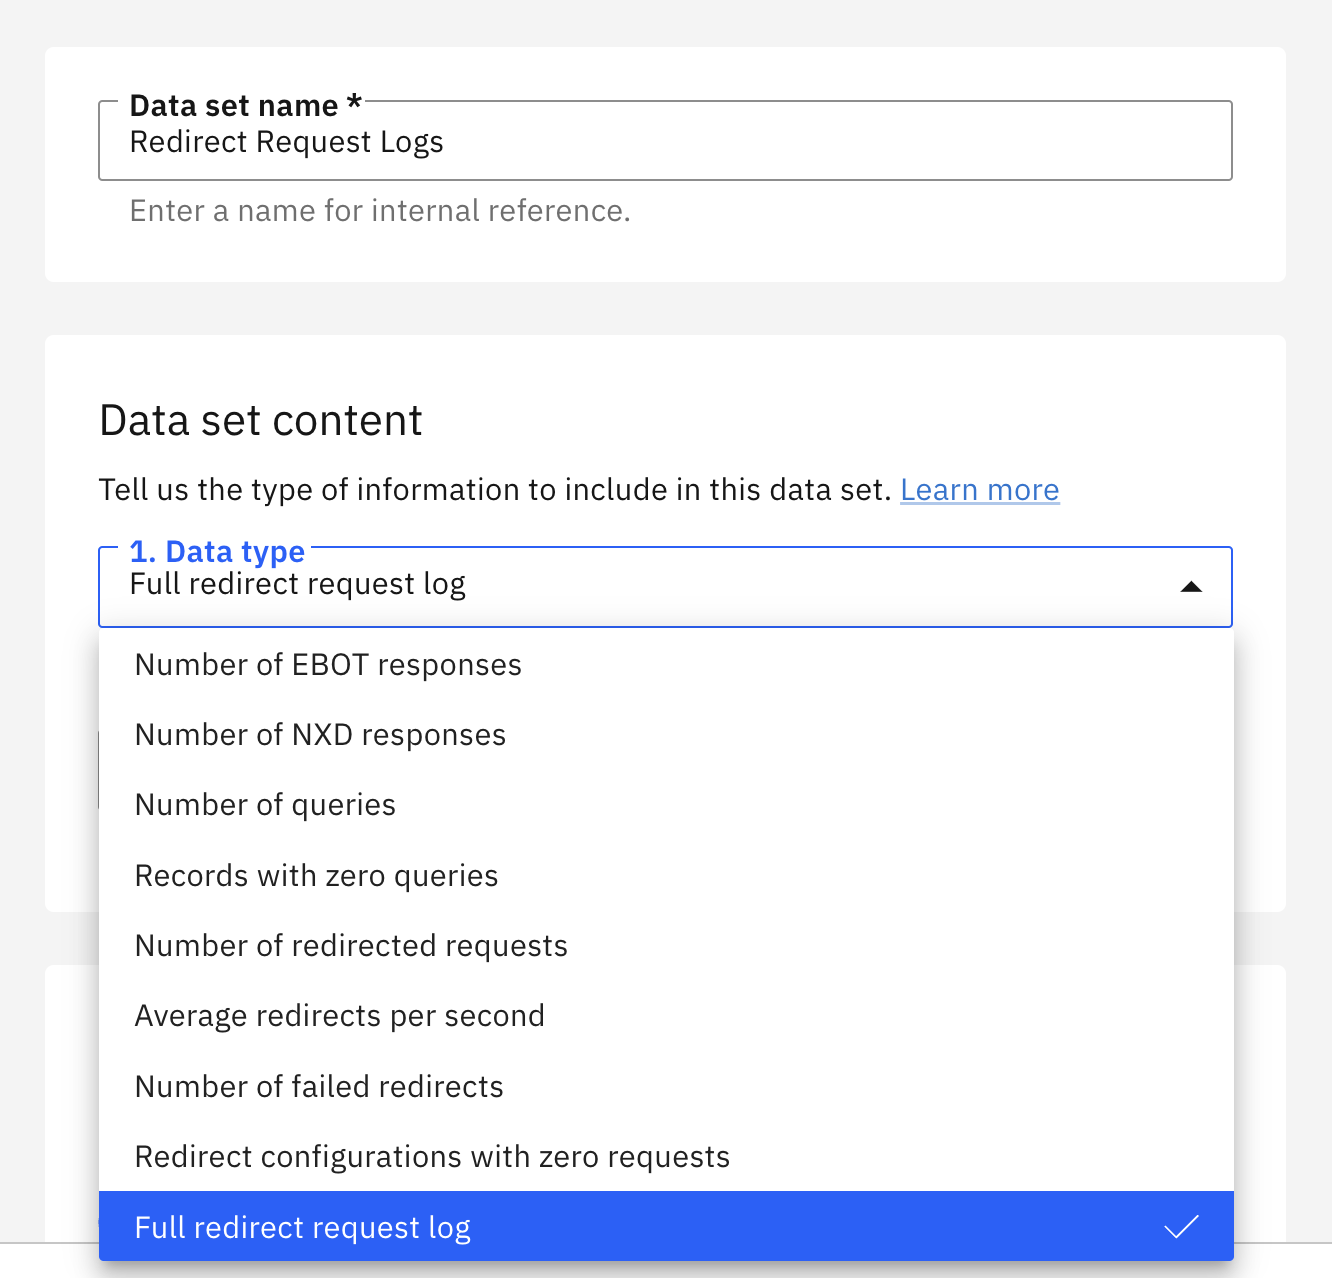 Data set name *
Redirect Request Logs
Enter a name for internal reference.
Data set content
Tell us the type of information to include in this data set. Learn more
1. Data type
Full redirect request log
Number of EBOT responses
Number of NXD responses
Number of queries
Records with zero queries
Number of redirected requests
Average redirects per second
Number of failed redirects
Redirect configurations with zero requests
Full redirect request log